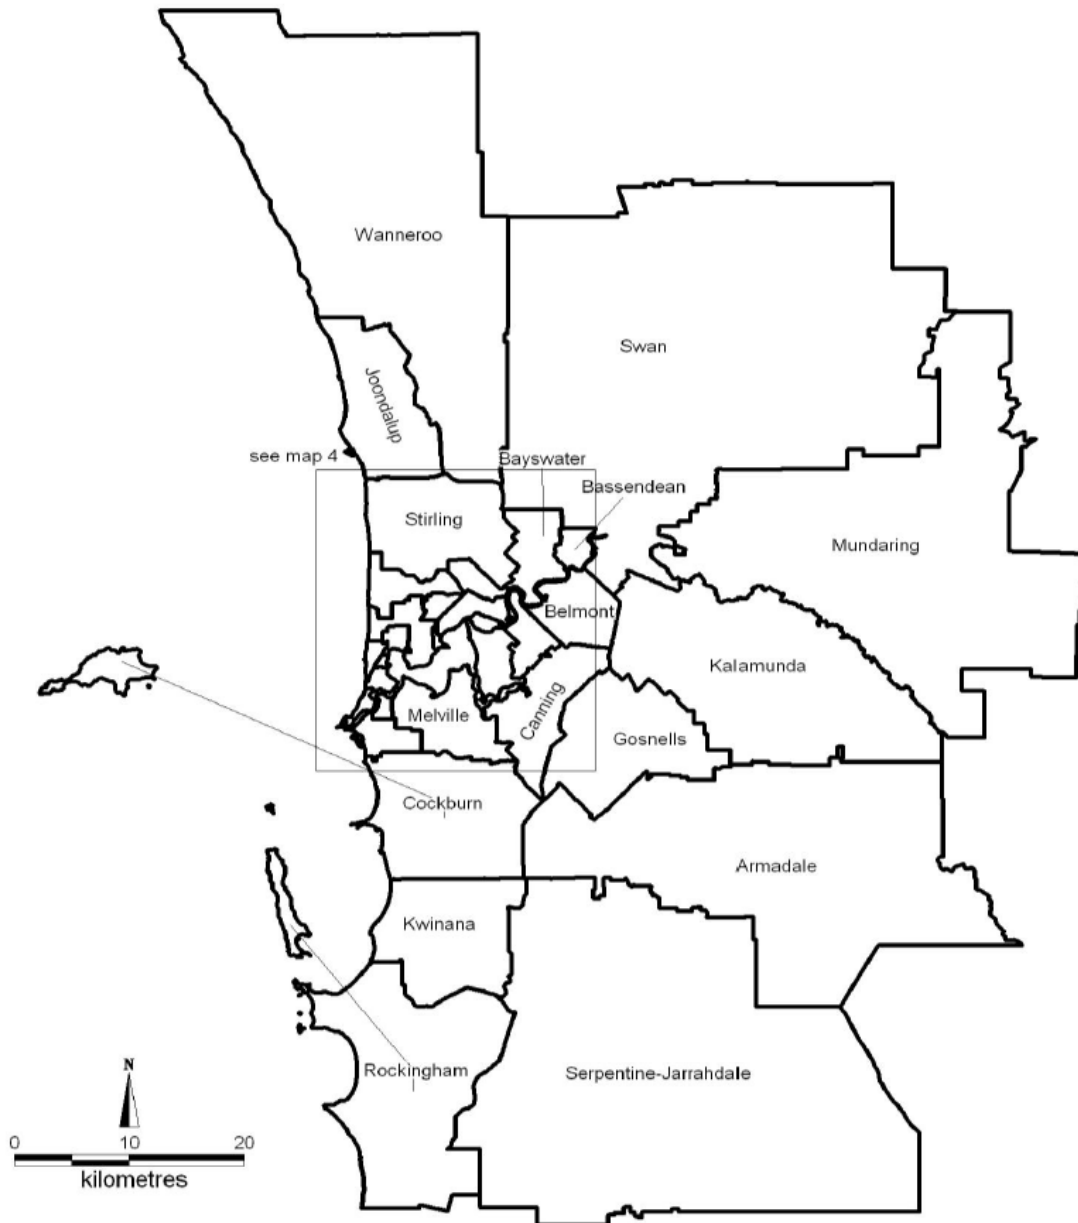 Wanneroo
Swan
Joondalup
see map 4
Bayswater
Bassendean
Stirling
Mundaring
Belmont
Kalamunda
Canning
Melville
Gosnells
Cockburn
Armadale
Kwinana
N
Rockingham
Serpentine-Jarrahdale
0 10 20
kilometres